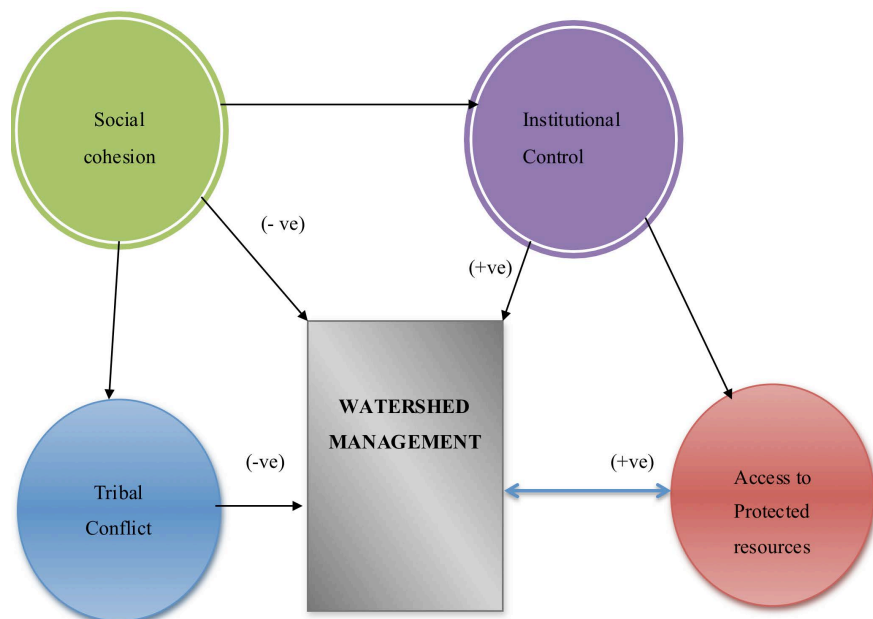 Social
cohesion
Institutional
Control
(- ve)
(+ve)
WATERSHED
MANAGEMENT
(-ve)
(+ve)
Tribal
Conflict
Access to
Protected
resources